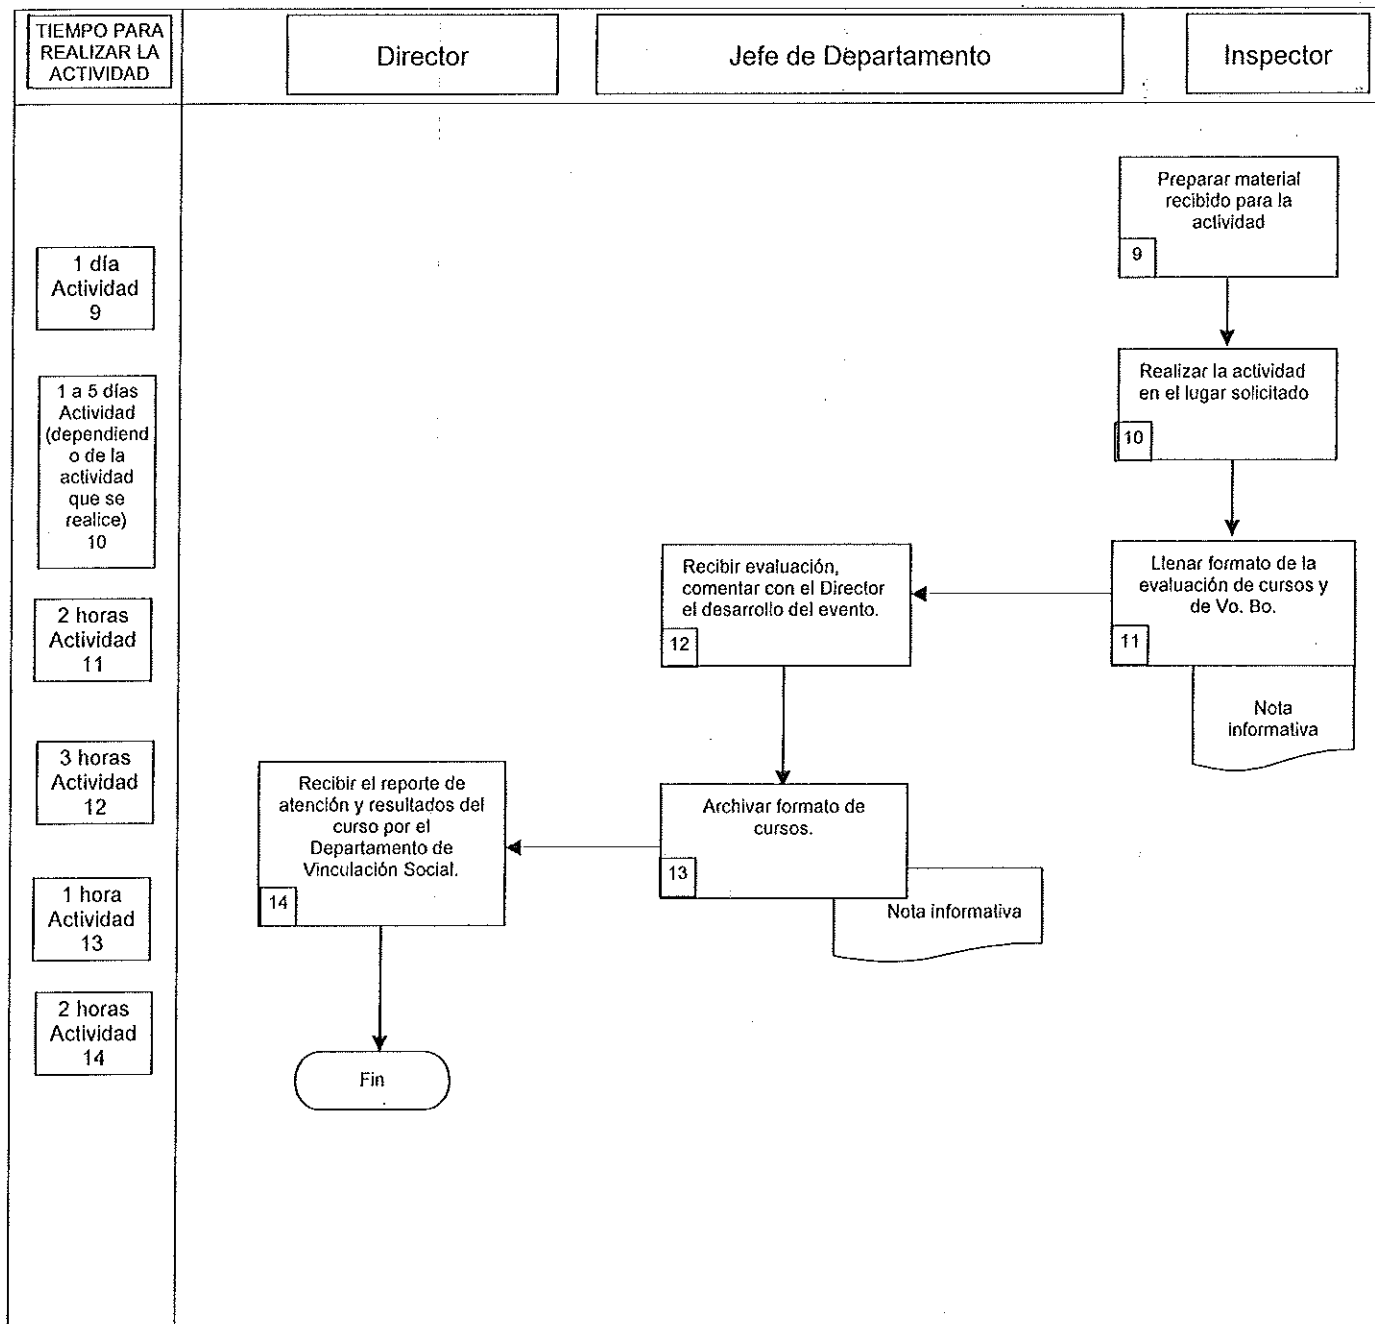 TIEMPO PARA
REALIZAR LA
ACTIVIDAD
Director
Jefe de Departamento
Inspector
Preparar material
recibido para la
actividad
9
1 día
Actividad
9
Realizar la actividad
en el lugar solicitado
10
1 a 5 días
Actividad
(dependiend
o de la
actividad
que se
realice)
10
Recibir evaluación,
comentar con el Director
el desarrollo del evento.
12
Llenar formato de la
evaluación de cursos y
de Vo. Bo.
11
Nota
informativa
2 horas
Actividad
11
3 horas
Actividad
12
Recibir el reporte de
atención y resultados del
curso por el
Departamento de
Vinculación Social.
14
Archivar formato de
cursos.
13
Nota informativa
1 hora
Actividad
13
2 horas
Actividad
14
Fin